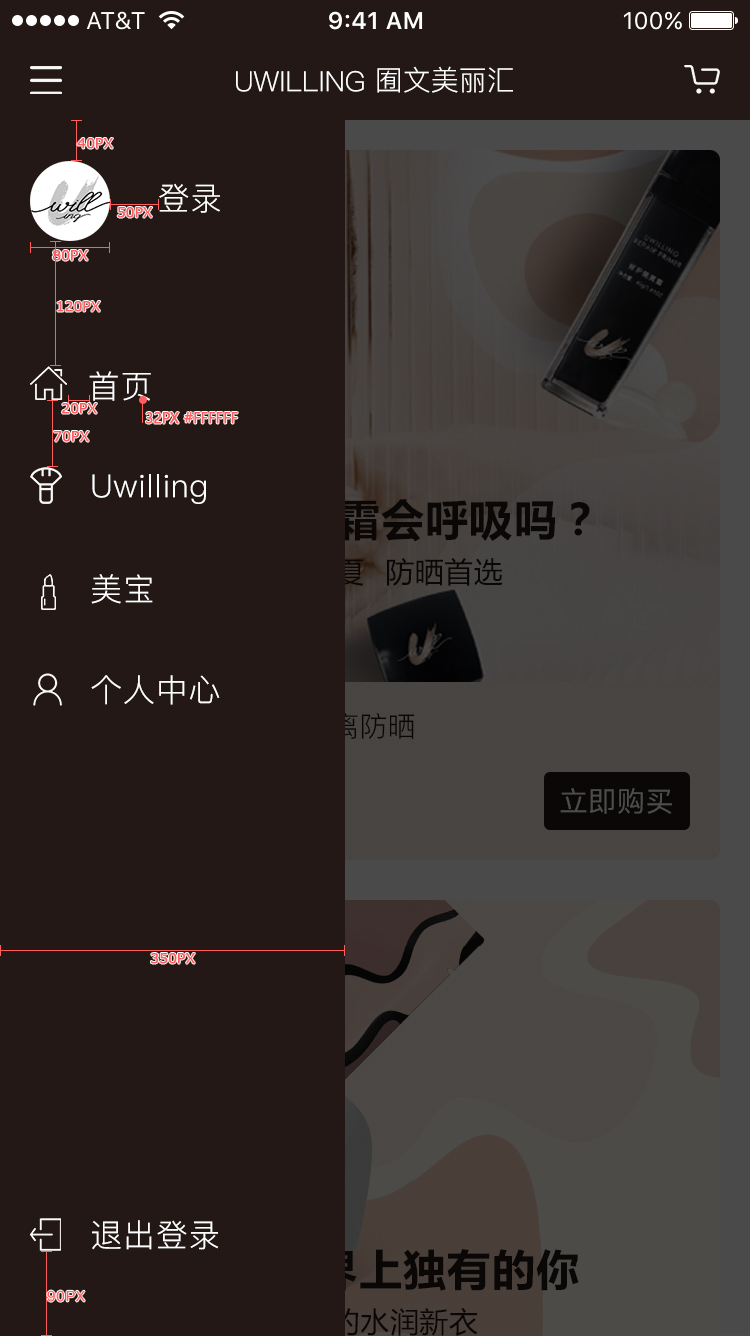 AT&T 9:41 AM 100%
UWILLING 囿文美丽汇
40PX
will
ing
登录
50PX
80PX
120PX
首页
20PX
32PX #FFFFFF
70PX
Uwilling
美宝
个人中心
350PX
退出登录
90PX
UWILLING
REPAIR PRIMER
霜会呼吸吗？
夏 防晒首选
离防晒
立即购买
界上独有的你
的水润新衣